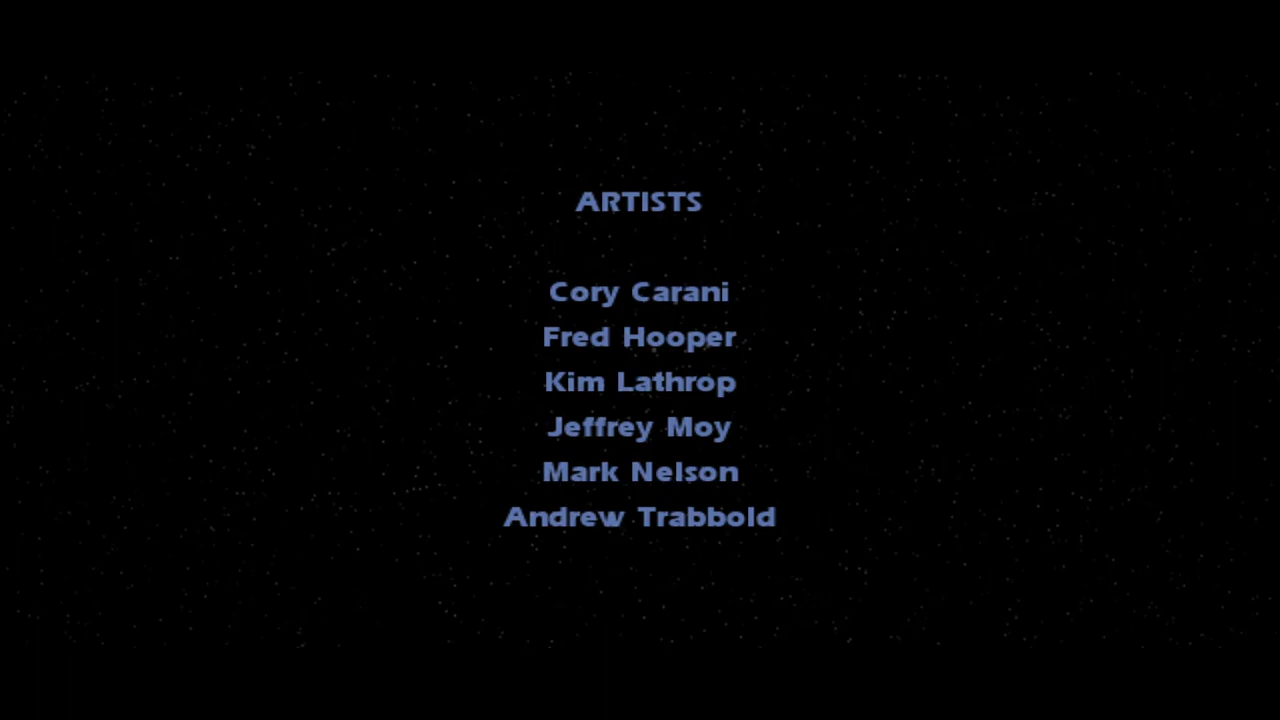 ARTISTS
Cory Carani
Fred Hooper
Kim Lathrop
Jeffrey Moy
Mark Nelson
Andrew Trabbold